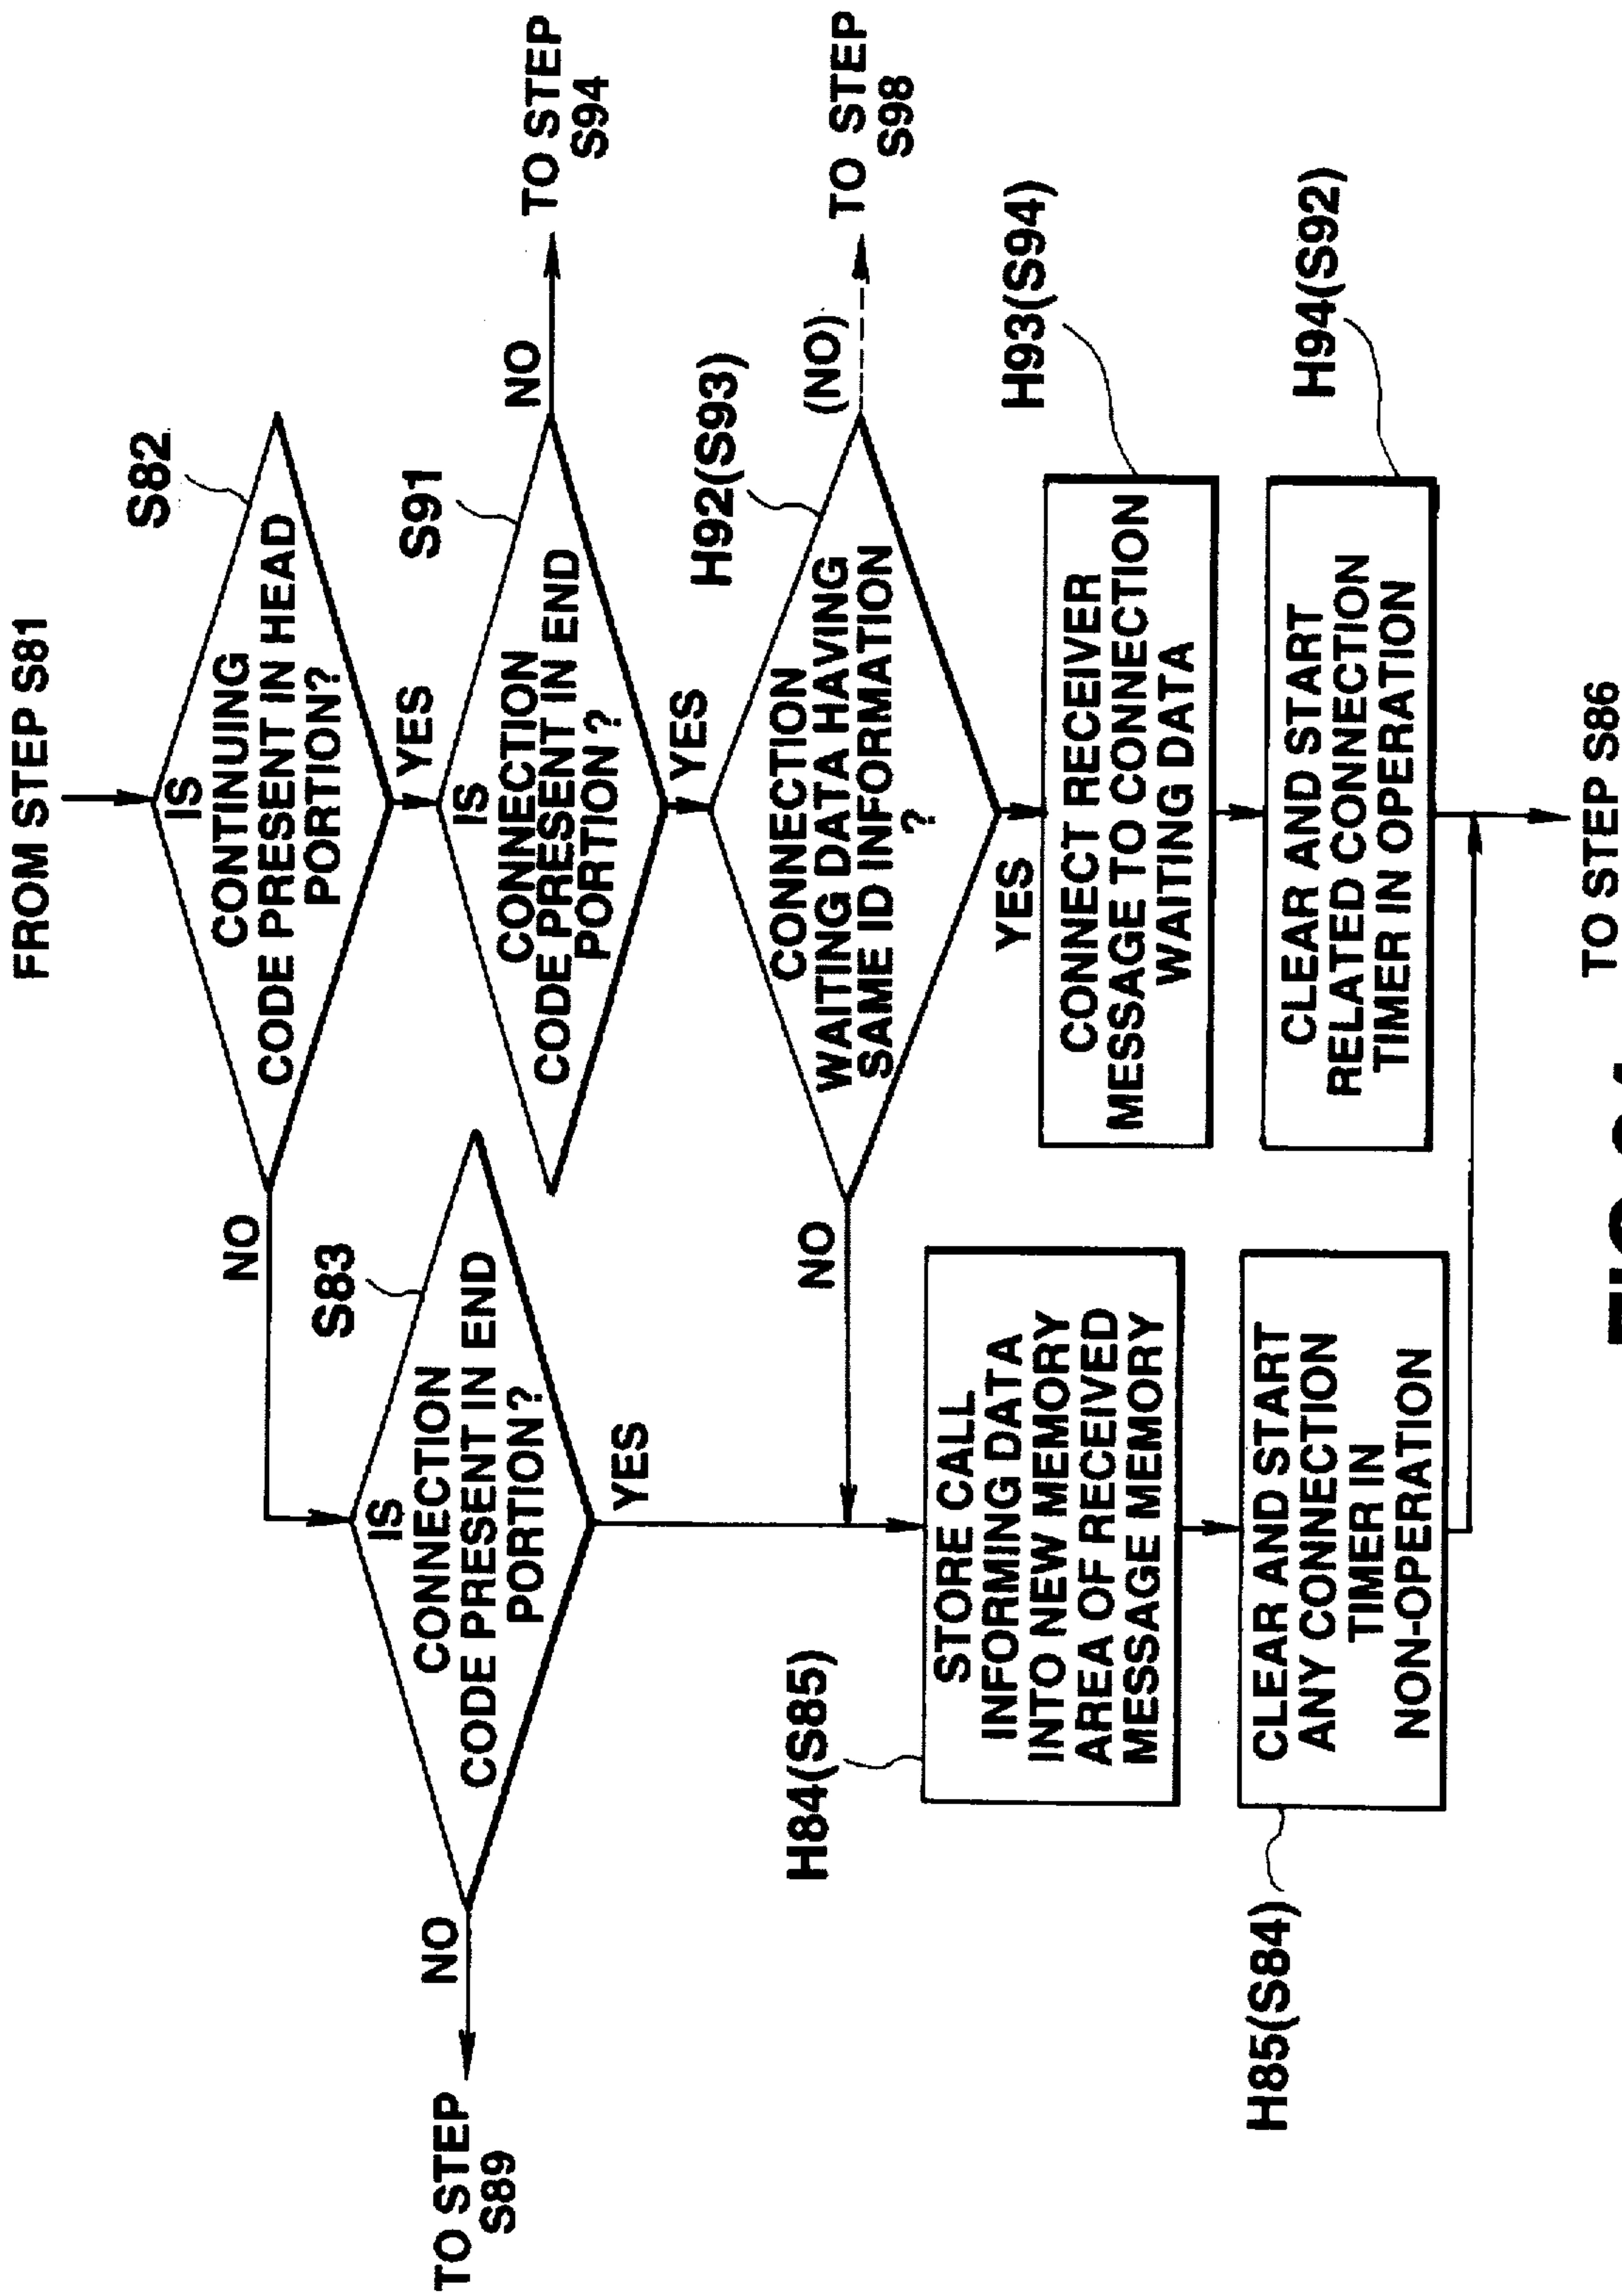 FROM STEP S81
S82
IS
CONTINUING
CODE PRESENT IN HEAD
PORTION?
NO
YES
S83
IS
CONNECTION
CODE PRESENT IN END
PORTION?
NO
TO STEP
S89
YES
S91
IS
CONNECTION
CODE PRESENT IN END
PORTION?
NO
TO STEP
S94
YES
H92(S93)
CONNECTION
WAITING DATA HAVING
SAME ID INFORMATION
?
(NO)
TO STEP
S98
NO
YES
H84(S85)
STORE CALL
INFORMING DATA
INTO NEW MEMORY
AREA OF RECEIVED
MESSAGE MEMORY
H93(S94)
CONNECT RECEIVER
MESSAGE TO CONNECTION
WAITING DATA
H85(S84)
CLEAR AND START
ANY CONNECTION
TIMER IN
NON-OPERATION
H94(S92)
CLEAR AND START
RELATED CONNECTION
TIMER IN OPERATION
TO STEP S86